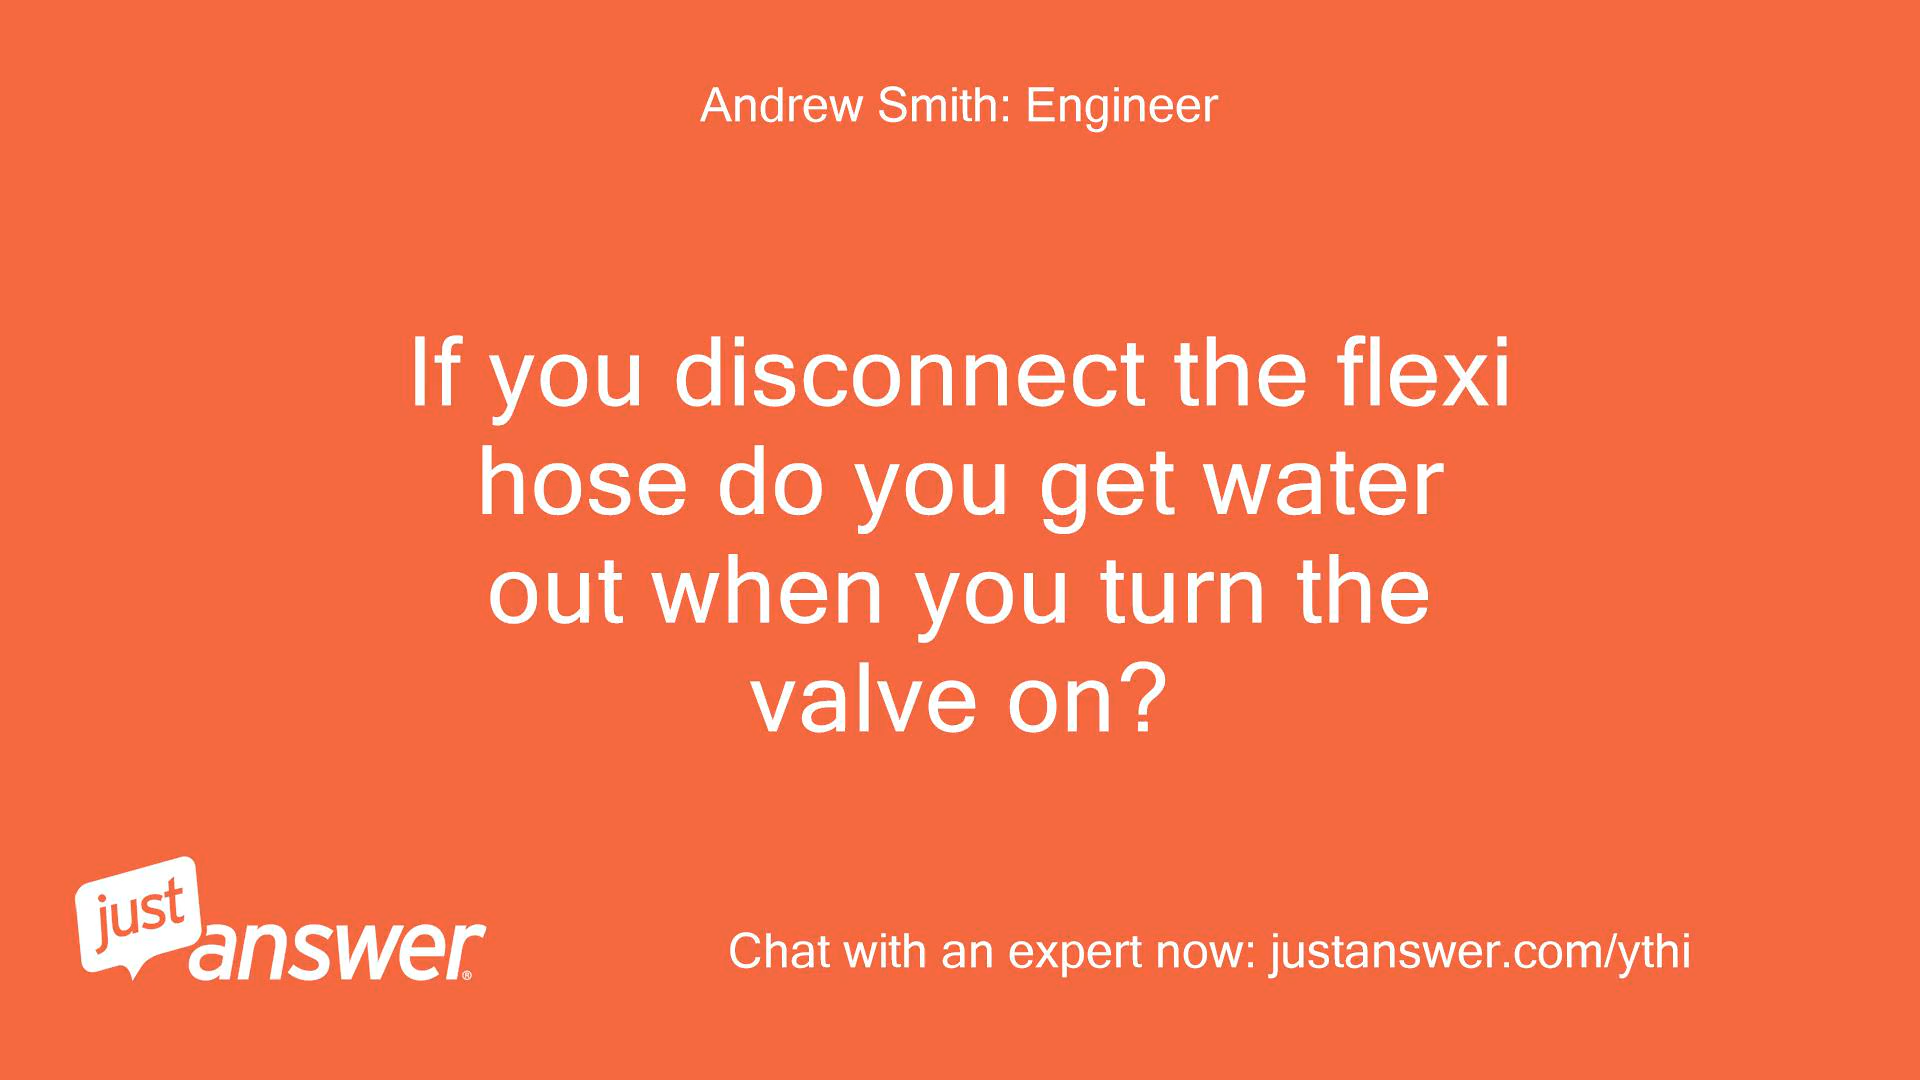 Andrew Smith: Engineer
If you disconnect the flexi
hose do you get water
out when you turn the
valve on?
just
answer®
Chat with an expert now: justanswer.com/ythi